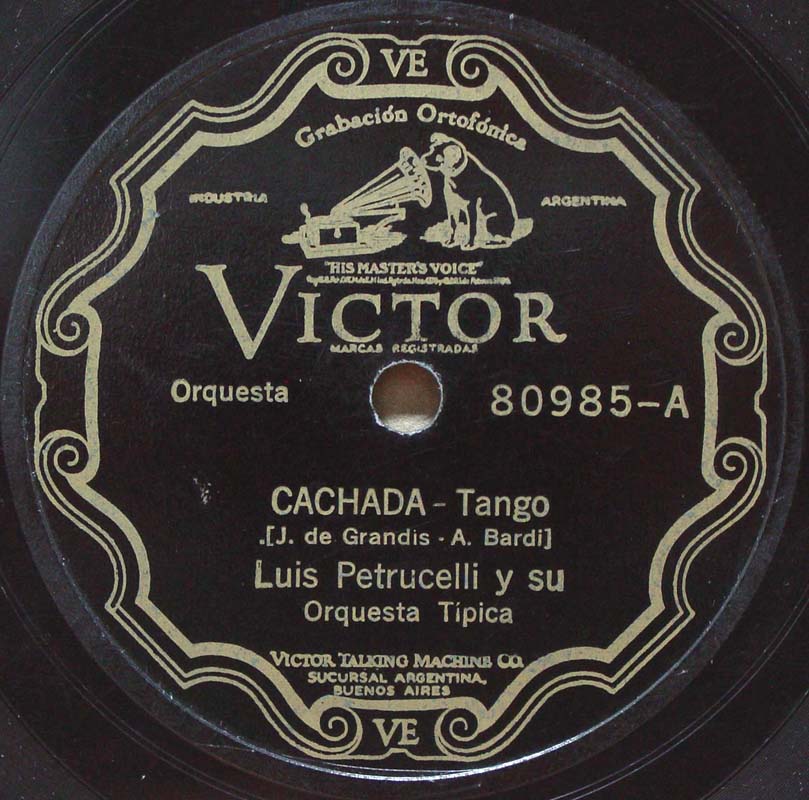 VE
Grabación Ortofónica
INDUSTRIA
ARGENTINA
"HIS MASTER'S VOICE"
VICTOR
MARCAS REGISTRADAS
Orquesta
80985-A
CACHADA - Tango
.[J. de Grandis - A. Bardi]
Luis Petrucelli y su
Orquesta Típica
VICTOR TALKING MACHINE CO.
SUCURSAL ARGENTINA,
BUENOS AIRES
VE